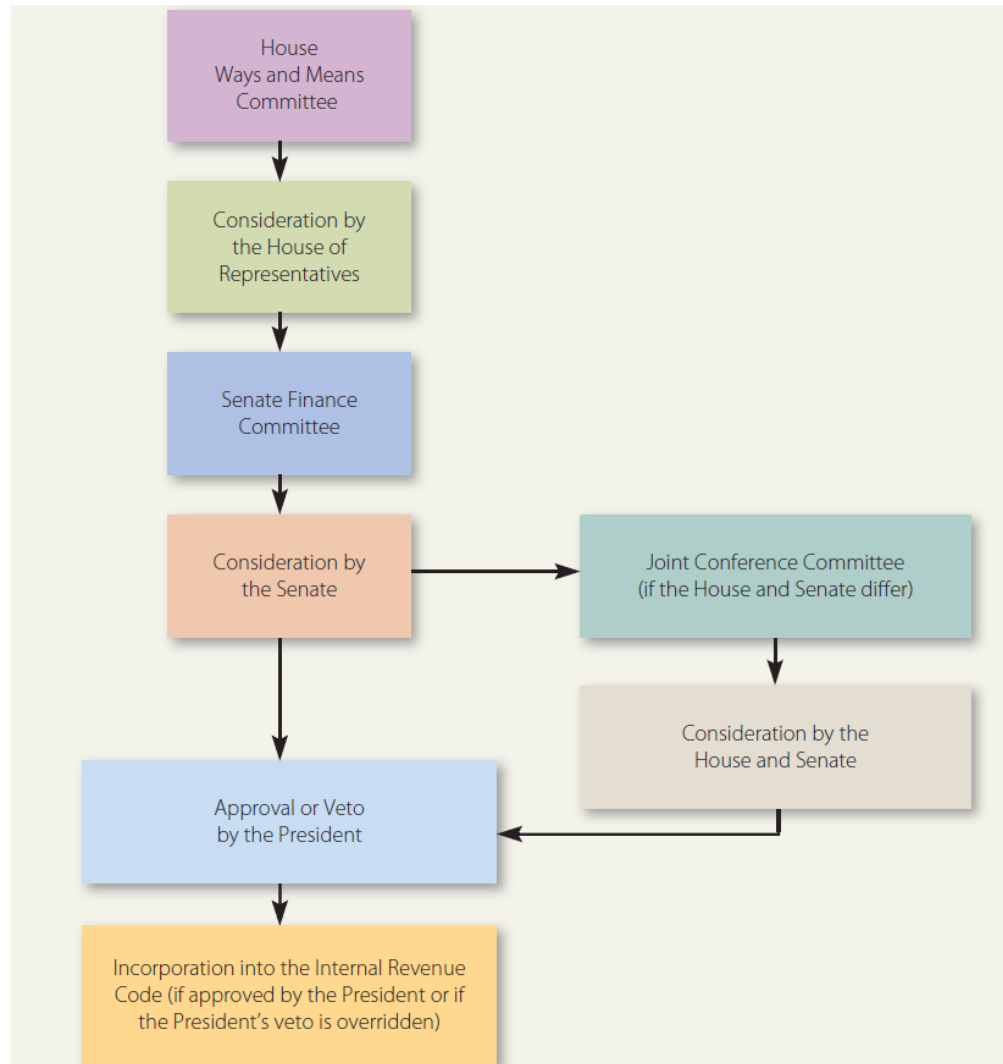 House
Ways and Means
Committee
Consideration by
the House of
Representatives
Senate Finance
Committee
Consideration by
the Senate
Joint Conference Committee
(if the House and Senate differ)
Consideration by the
House and Senate
Approval or Veto
by the President
Incorporation into the Internal Revenue
Code (if approved by the President or if
the President’s veto is overridden)